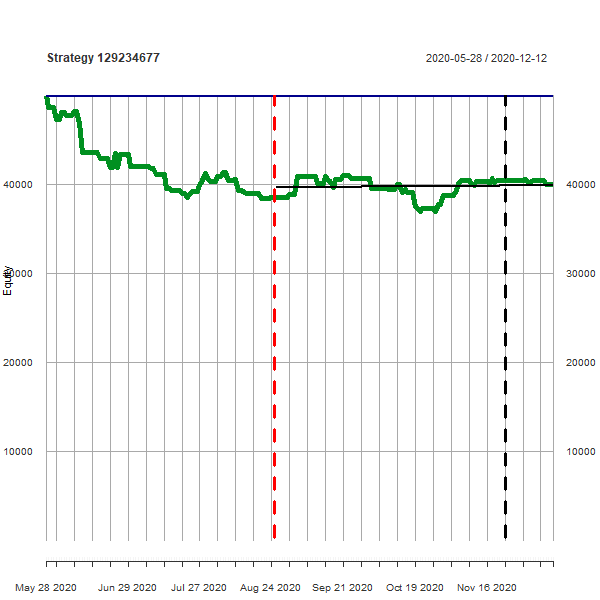 Strategy 129234677
2020-05-28 / 2020-12-12
40000
40000
Equity
30000
30000
20000
20000
10000
10000
May 28 2020
Jun 29 2020
Jul 27 2020
Aug 24 2020
Sep 21 2020
Oct 19 2020
Nov 16 2020